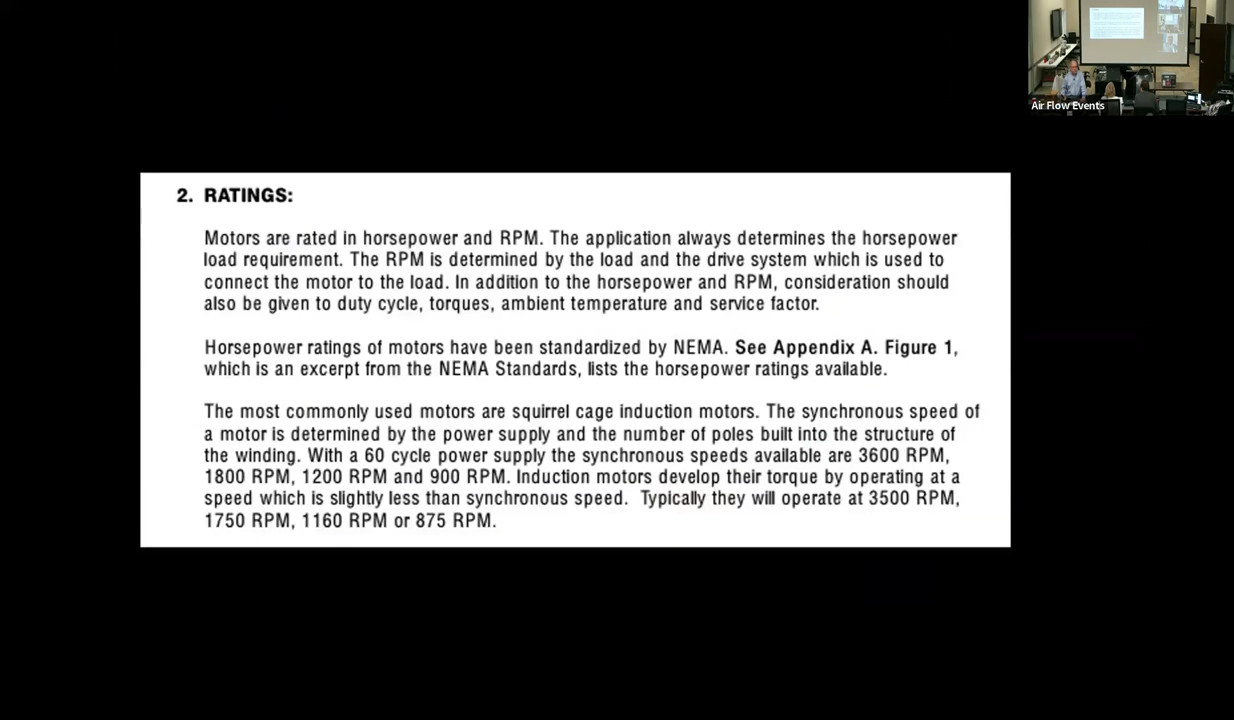 Air Flow Events
2. RATINGS:
Motors are rated in horsepower and RPM. The application always determines the horsepower
load requirement. The RPM is determined by the load and the drive system which is used to
connect the motor to the load. In addition to the horsepower and RPM, consideration should
also be given to duty cycle, torques, ambient temperature and service factor.
Horsepower ratings of motors have been standardized by NEMA. See Appendix A. Figure 1,
which is an excerpt from the NEMA Standards, lists the horsepower ratings available.
The most commonly used motors are squirrel cage induction motors. The synchronous speed of
a motor is determined by the power supply and the number of poles built into the structure of
the winding. With a 60 cycle power supply the synchronous speeds available are 3600 RPM,
1800 RPM, 1200 RPM and 900 RPM. Induction motors develop their torque by operating at a
speed which is slightly less than synchronous speed. Typically they will operate at 3500 RPM,
1750 RPM, 1160 RPM or 875 RPM.